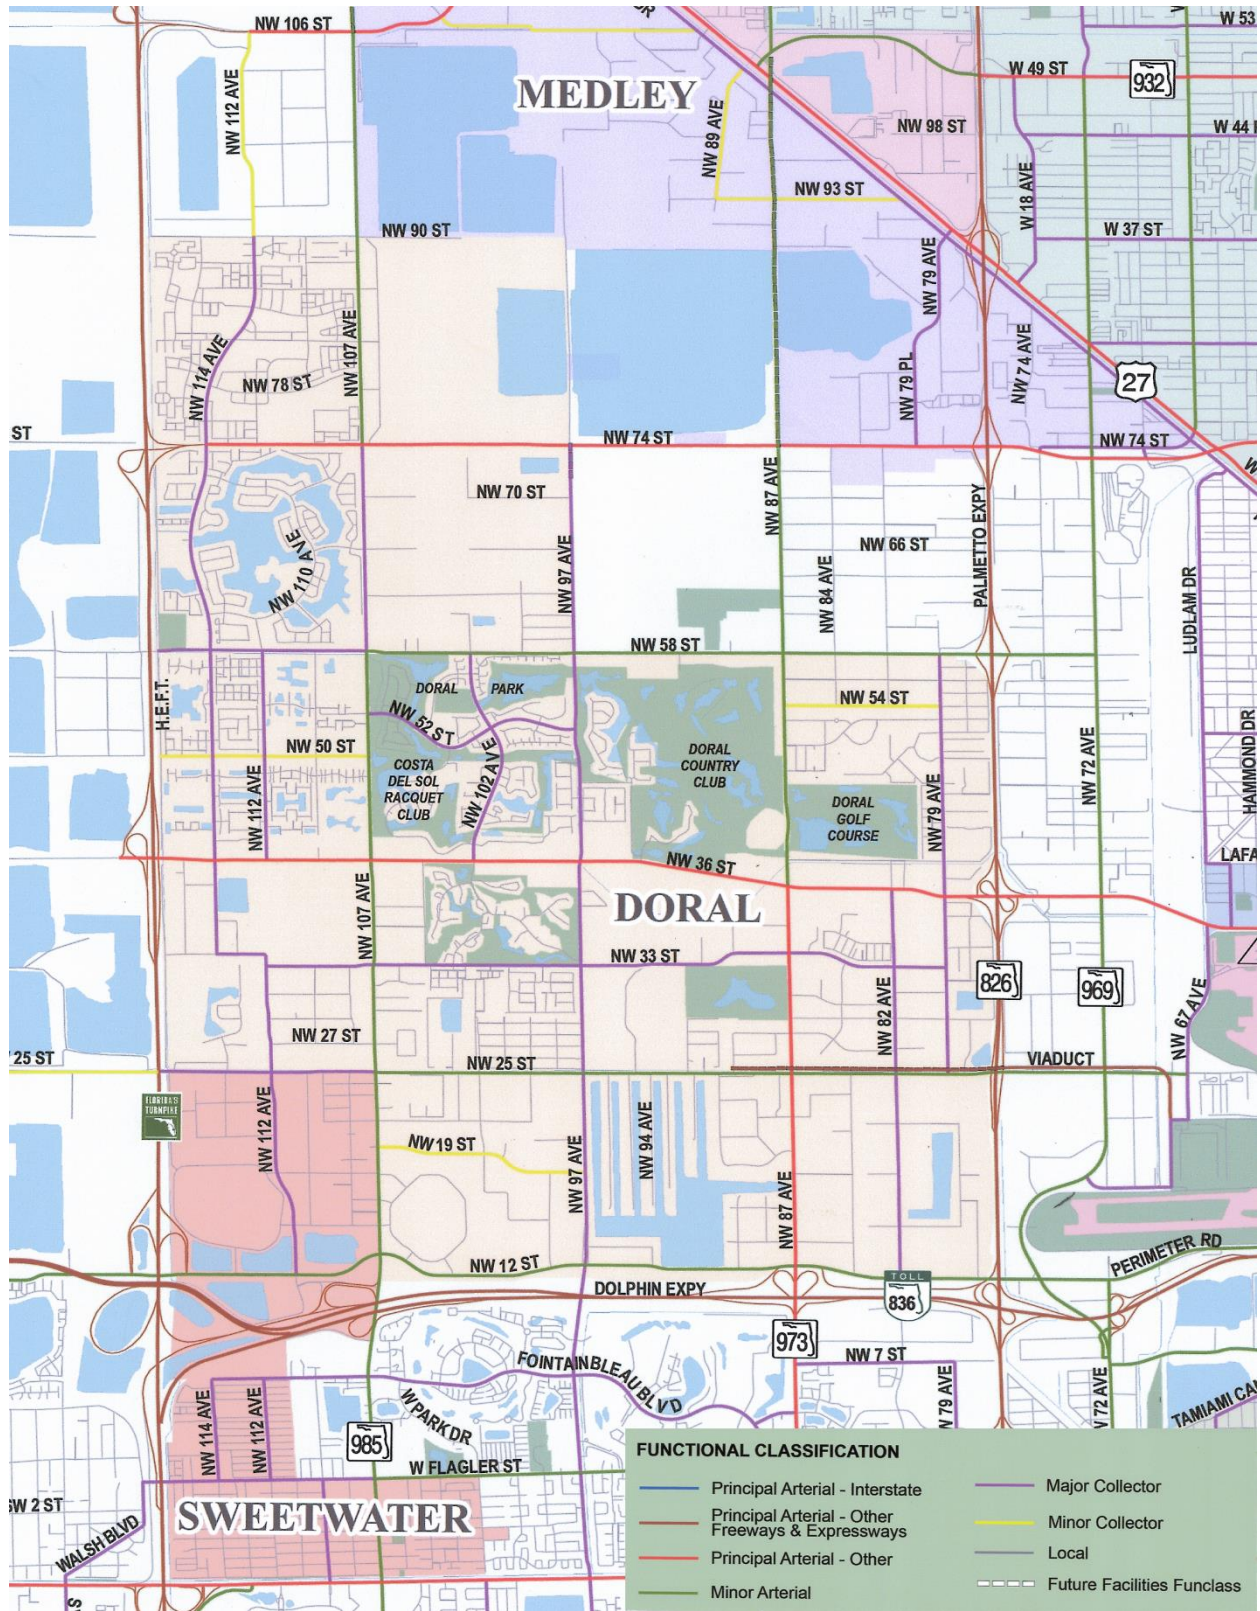 NW 106 ST
DR
W 53
W 49 ST
932
MEDLEY
NW 112 AVE
NW 89 AVE
NW 98 ST
W 44
NW 93 ST
W 18 AVE
NW 90 ST
W 37 ST
NW 79 AVE
NW 107 AVE
NW 114 AVE
NW 78 ST
NW 79 PL
NW 74 AVE
27
ST
NW 74 ST
NW 74 ST
W
NW 70 ST
NW 87 AVE
PALMETTO EXPY
NW 110 AVE
NW 97 AVE
NW 66 ST
NW 84 AVE
LUDLAM DR
NW 58 ST
H.E.F.T.
DORAL PARK
NW 54 ST
NW 52 ST
NW 50 ST
NW 102 AVE
DORAL
COUNTRY
CLUB
COSTA
DEL SOL
RACQUET
CLUB
NW 72 AVE
HAMMOND DR
NW 112 AVE
DORAL
GOLF
COURSE
NW 79 AVE
NW 36 ST
LAFA
NW 107 AVE
DORAL
NW 33 ST
826
969
NW 82 AVE
NW 67 AVE
NW 27 ST
25 ST
NW 25 ST
VIADUCT
FLORIDA'S
TURNPIKE
NW 112 AVE
NW 19 ST
NW 97 AVE
NW 94 AVE
NW 87 AVE
NW 12 ST
PERIMETER RD
DOLPHIN EXPY
TOLL
836
973
NW 7 ST
FOINTAINBLEAU BLVD
W PARK DR
NW 114 AVE
NW 112 AVE
985
79 AVE
72 AVE
TAMIAMI CA
W FLAGLER ST
SW 2 ST
SWEETWATER
WALSH BLVD
AS
FUNCTIONAL CLASSIFICATION
Principal Arterial - Interstate
Principal Arterial - Other
Freeways & Expressways
Principal Arterial - Other
Minor Arterial
Major Collector
Minor Collector
Local
Future Facilities Funclass